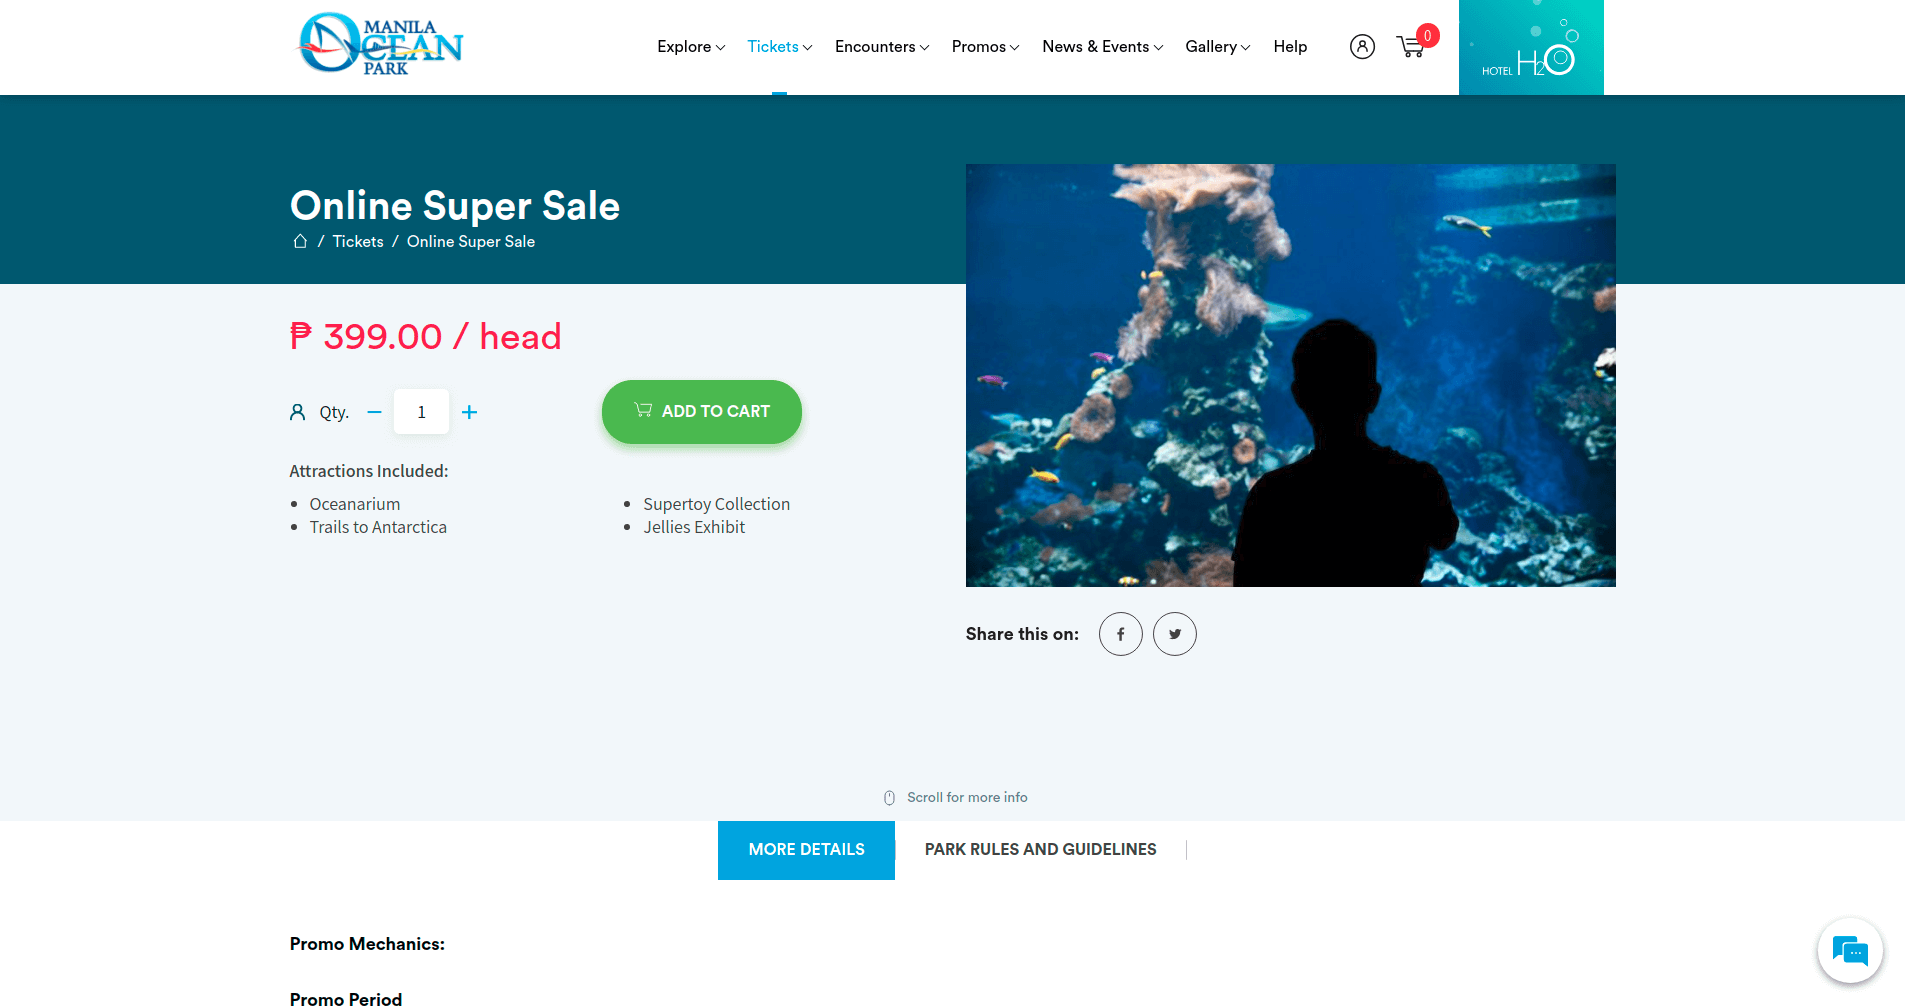 MANILA
OCEAN
PARK
Explore
Tickets
Encounters
Promos
News & Events
Gallery
Help
0
HOTEL H2O
Online Super Sale
/ Tickets / Online Super Sale
₱ 399.00 / head
Qty.
1
ADD TO CART
Attractions Included:
Oceanarium
Trails to Antarctica
Supertoy Collection
Jellies Exhibit
Share this on:
Scroll for more info
MORE DETAILS
PARK RULES AND GUIDELINES
Promo Mechanics:
Promo Period